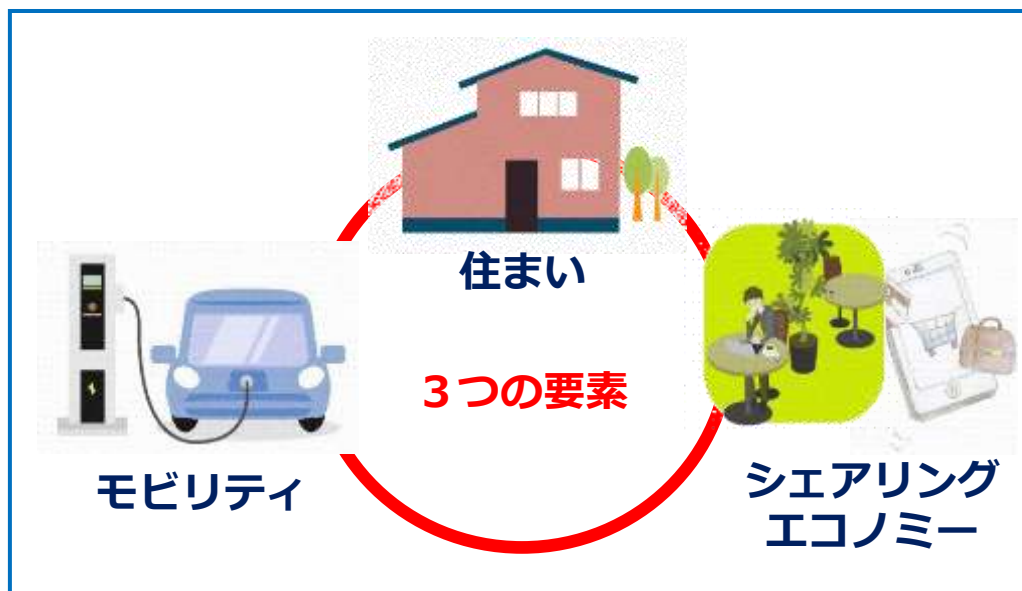 住まい
３つの要素
モビリティ
シェアリング
エコノミー